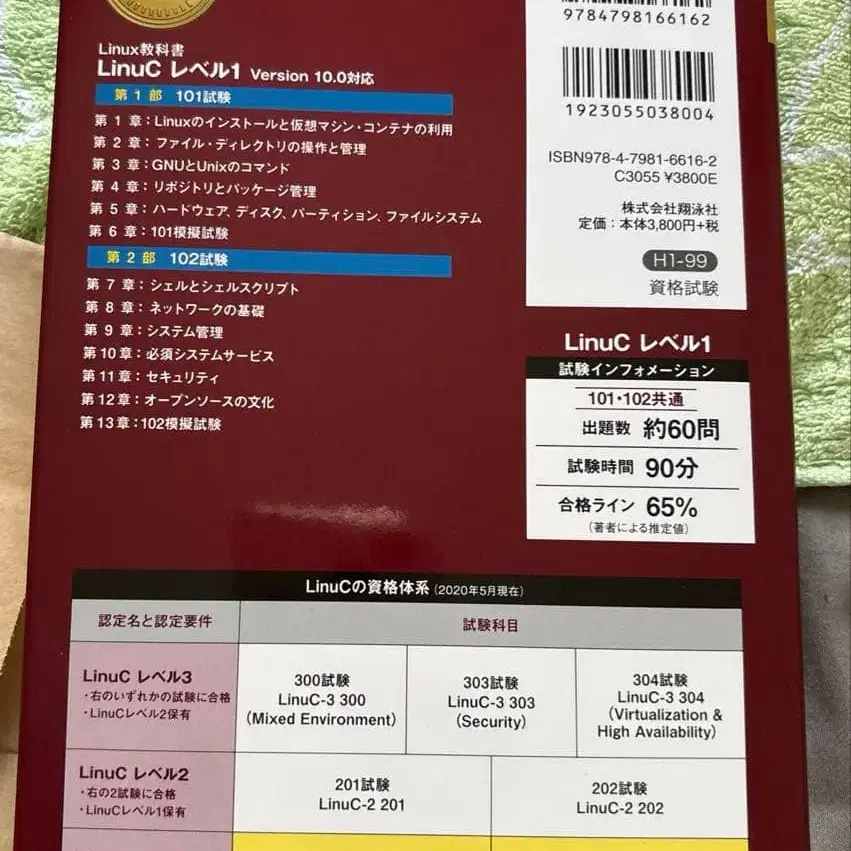 Linux教科書
LinuC レベル1 Version 10.0対応
第1部 101試験
第 1 章：Linuxのインストールと仮想マシン・コンテナの利用
第 2 章：ファイル・ディレクトリの操作と管理
第 3 章：GNUとUnixのコマンド
第 4 章：リポジトリとパッケージ管理
第 5 章：ハードウェア、ディスク、パーティション、ファイルシステム
第 6 章：101模擬試験
第2部 102試験
第 7 章：シェルとシェルスクリプト
第 8 章：ネットワークの基礎
第 9 章：システム管理
第10章：必須システムサービス
第11章：セキュリティ
第12章：オープンソースの文化
第13章：102模擬試験
9784798166162
1923055038004
ISBN978-4-7981-6616-2
C3055 ¥3800E
株式会社翔泳社
定価：本体3,800円+税
H1-99
資格試験
LinuC レベル1
試験インフォメーション
101・102共通
出題数 約60問
試験時間 90分
合格ライン 65%
（著者による推定値）
LinuCの資格体系（2020年5月現在）
認定名と認定要件 試験科目
LinuC レベル3
・右のいずれかの試験に合格
・LinuCレベル2保有
300試験
LinuC-3 300
（Mixed Environment）
303試験
LinuC-3 303
（Security）
304試験
LinuC-3 304
（Virtualization &
High Availability）
LinuC レベル2
・右の2試験に合格
・LinuCレベル1保有
201試験
LinuC-2 201
202試験
LinuC-2 202